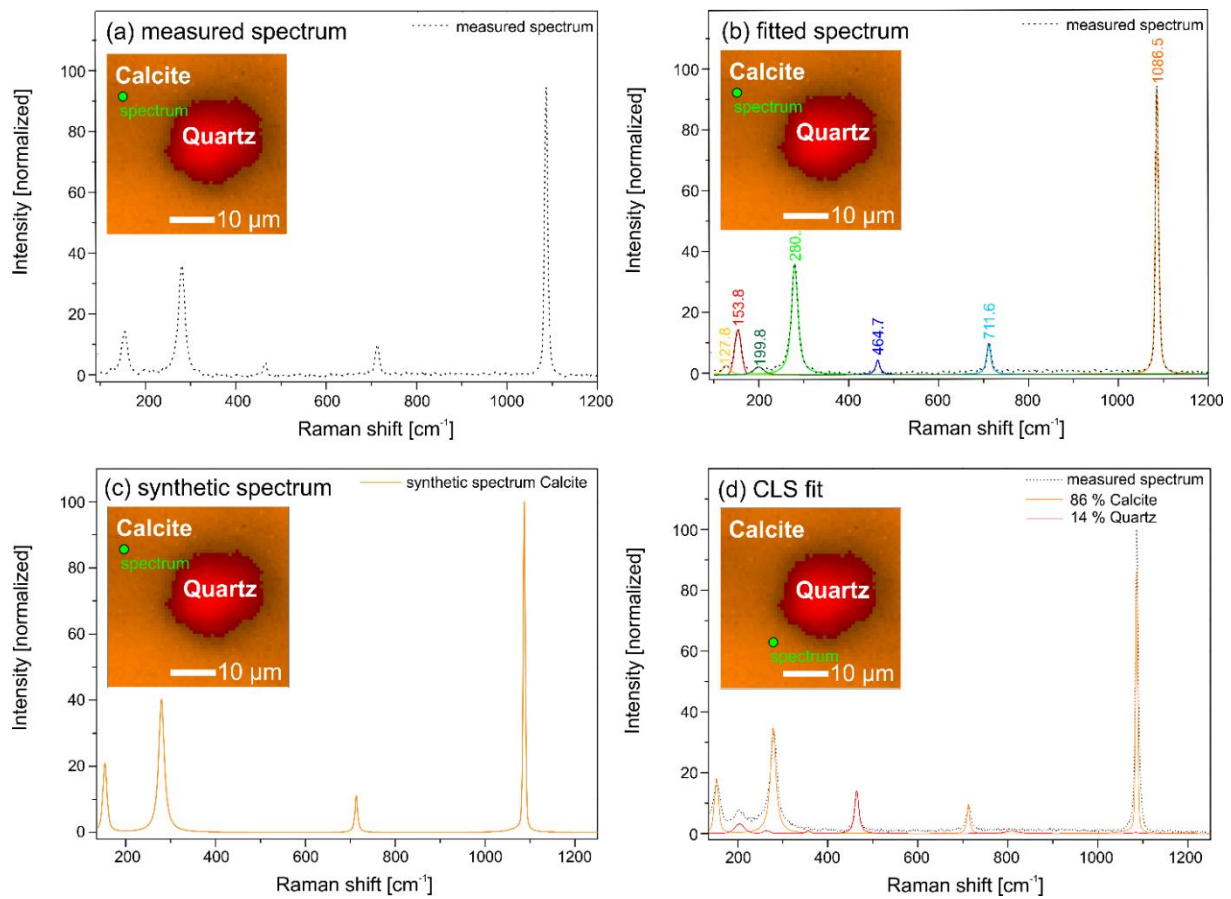 (a) measured spectrum
measured spectrum
Calcite
spectrum
Quartz
10 µm
Intensity [normalized]
100
80
60
40
20
0
200 400 600 800 1000 1200
Raman shift [cm-1]
(b) fitted spectrum
measured spectrum
Calcite
spectrum
Quartz
10 µm
Intensity [normalized]
100
80
60
40
20
0
127.8
153.8
199.8
280.
464.7
711.6
1086.5
200 400 600 800 1000 1200
Raman shift [cm-1]
(c) synthetic spectrum
synthetic spectrum Calcite
Calcite
spectrum
Quartz
10 µm
Intensity [normalized]
100
80
60
40
20
0
200 400 600 800 1000 1200
Raman shift [cm-1]
(d) CLS fit
measured spectrum
86 % Calcite
14 % Quartz
Calcite
Quartz
spectrum
10 µm
Intensity [normalized]
100
80
60
40
20
0
200 400 600 800 1000 1200
Raman shift [cm-1]